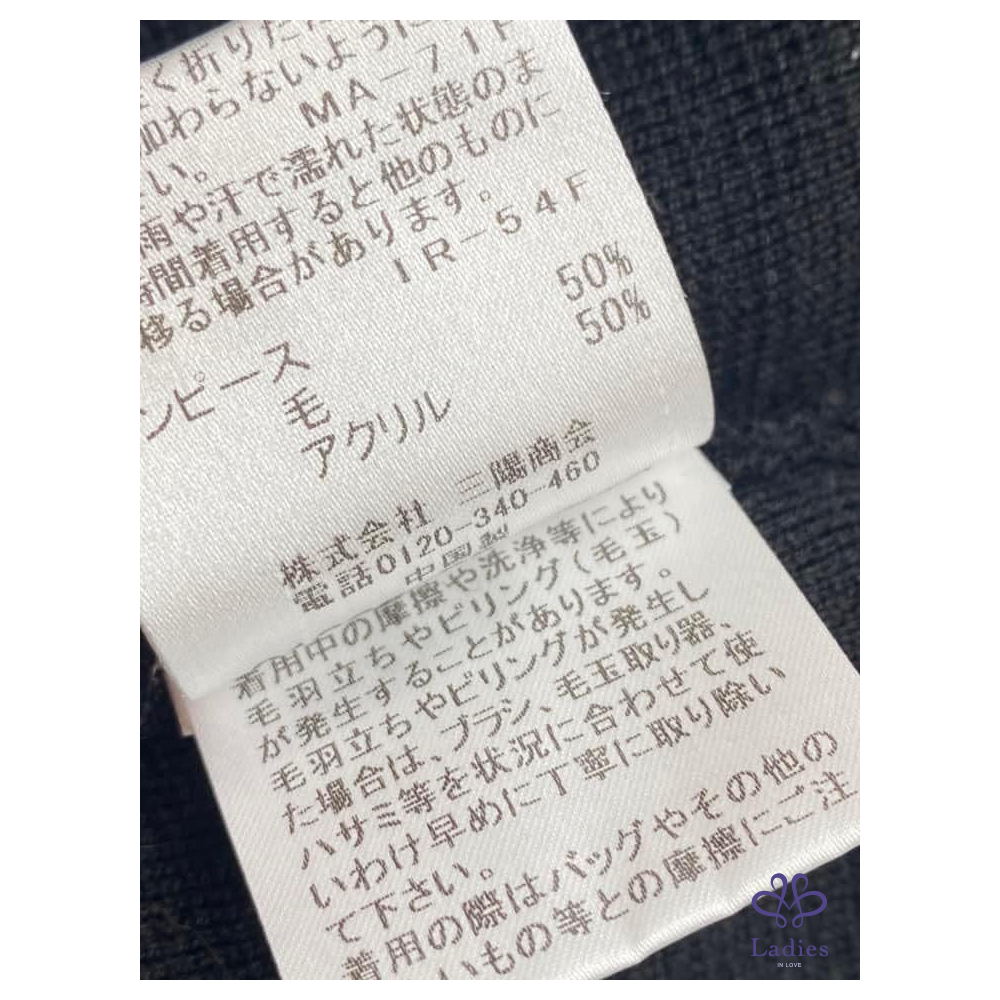 く折りた
加わらないように
MA-71F
い。
雨や汗で濡れた状態のま
時間着用すると他のものに
移る場合があります。
IR-54F
ンピース
毛 50%
アクリル 50%
株式会社 三陽商会
電話0120-340-460
中国製
着用中の摩擦や洗浄等により
毛羽立ちやピリング(毛玉)
が発生することがあります。
毛羽立ちやピリングが発生し
た場合は、ブラシ、毛玉取り器、
ハサミ等を状況に合わせて使
いわけ早めに丁寧に取り除い
て下さい。
着用の際はバッグやその他の
いもの等との摩擦にご注
Ladies
IN LOVE